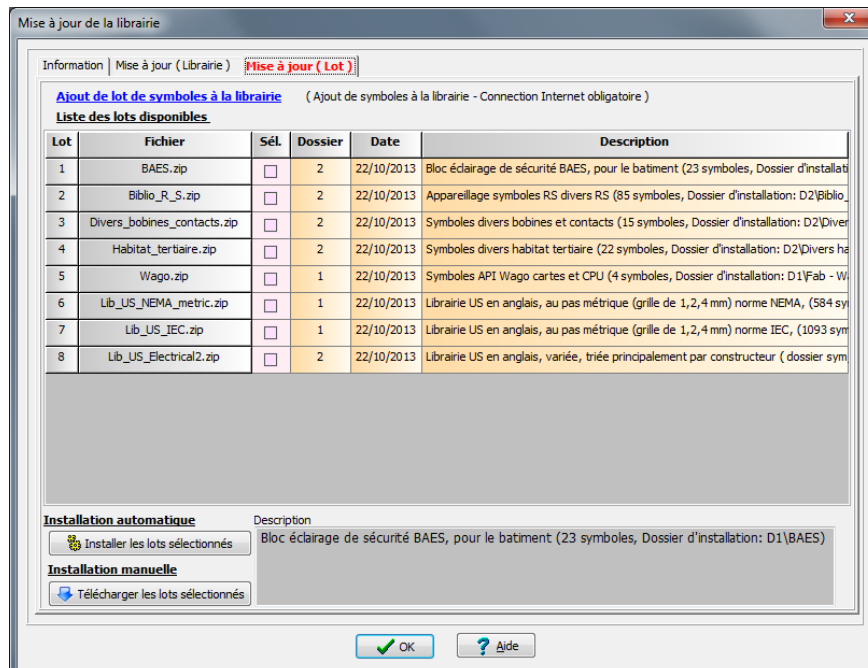 Mise à jour de la librairie
Information Mise à jour ( Librairie ) Mise à jour ( Lot )
Ajout de lot de symboles à la librairie ( Ajout de symboles à la librairie - Connection Internet obligatoire )
Liste des lots disponibles
Lot Fichier Sél. Dossier Date Description
1 BAES.zip 2 22/10/2013 Bloc éclairage de sécurité BAES, pour le batiment (23 symboles, Dossier d'installati
2 Biblio_R_S.zip 2 22/10/2013 Appareillage symboles RS divers RS (85 symboles, Dossier d'installation: D2\Biblio_
3 Divers_bobines_contacts.zip 2 22/10/2013 Symboles divers bobines et contacts (15 symboles, Dossier d'installation: D2\Diver
4 Habitat_tertiaire.zip 2 22/10/2013 Symboles divers habitat tertiaire (22 symboles, Dossier d'installation: D2\Divers ha
5 Wago.zip 1 22/10/2013 Symboles API Wago cartes et CPU (4 symboles, Dossier d'installation: D1\Fab - W
6 Lib_US_NEMA_metric.zip 1 22/10/2013 Librairie US en anglais, au pas métrique (grille de 1,2,4 mm) norme NEMA, (584 sy
7 Lib_US_IEC.zip 1 22/10/2013 Librairie US en anglais, au pas métrique (grille de 1,2,4 mm) norme IEC, (1093 sym
8 Lib_US_Electrical2.zip 2 22/10/2013 Librairie US en anglais, variée, triée principalement par constructeur ( dossier sym
Installation automatique Description
Installer les lots sélectionnés Bloc éclairage de sécurité BAES, pour le batiment (23 symboles, Dossier d'installation: D1\BAES)
Installation manuelle
Télécharger les lots sélectionnés
OK ? Aide